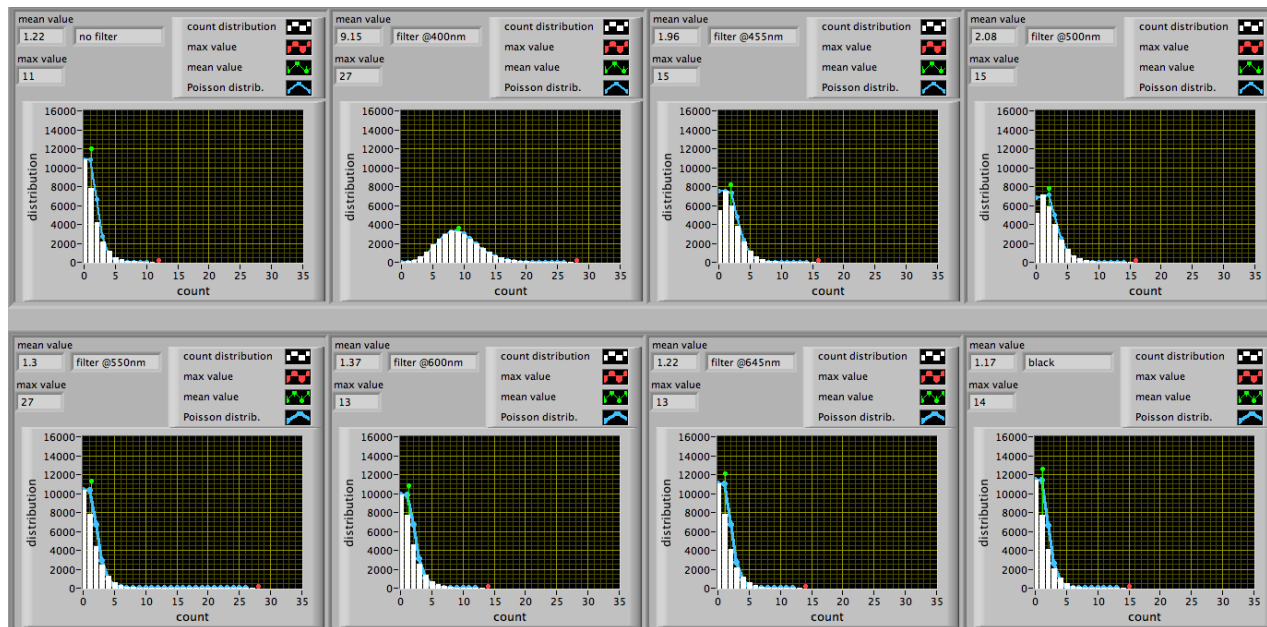 mean value
1.22 no filter
max value
11
count distribution
max value
mean value
Poisson distrib.
16000
14000
12000
10000
8000
6000
4000
2000
0
distribution
0 5 10 15 20 25 30 35
count
mean value
9.15 filter @400nm
max value
27
count distribution
max value
mean value
Poisson distrib.
16000
14000
12000
10000
8000
6000
4000
2000
0
distribution
0 5 10 15 20 25 30 35
count
mean value
1.96 filter @455nm
max value
15
count distribution
max value
mean value
Poisson distrib.
16000
14000
12000
10000
8000
6000
4000
2000
0
distribution
0 5 10 15 20 25 30 35
count
mean value
2.08 filter @500nm
max value
15
count distribution
max value
mean value
Poisson distrib.
16000
14000
12000
10000
8000
6000
4000
2000
0
distribution
0 5 10 15 20 25 30 35
count
mean value
1.3 filter @550nm
max value
27
count distribution
max value
mean value
Poisson distrib.
16000
14000
12000
10000
8000
6000
4000
2000
0
distribution
0 5 10 15 20 25 30 35
count
mean value
1.37 filter @600nm
max value
13
count distribution
max value
mean value
Poisson distrib.
16000
14000
12000
10000
8000
6000
4000
2000
0
distribution
0 5 10 15 20 25 30 35
count
mean value
1.22 filter @645nm
max value
13
count distribution
max value
mean value
Poisson distrib.
16000
14000
12000
10000
8000
6000
4000
2000
0
distribution
0 5 10 15 20 25 30 35
count
mean value
1.17 black
max value
14
count distribution
max value
mean value
Poisson distrib.
16000
14000
12000
10000
8000
6000
4000
2000
0
distribution
0 5 10 15 20 25 30 35
count